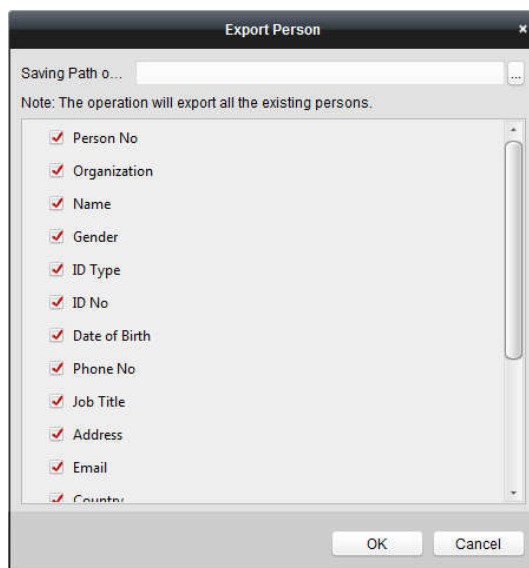 Export Person ×
Saving Path o... ...
Note: The operation will export all the existing persons.
Person No
Organization
Name
Gender
ID Type
ID No
Date of Birth
Phone No
Job Title
Address
Email
Country
OK Cancel